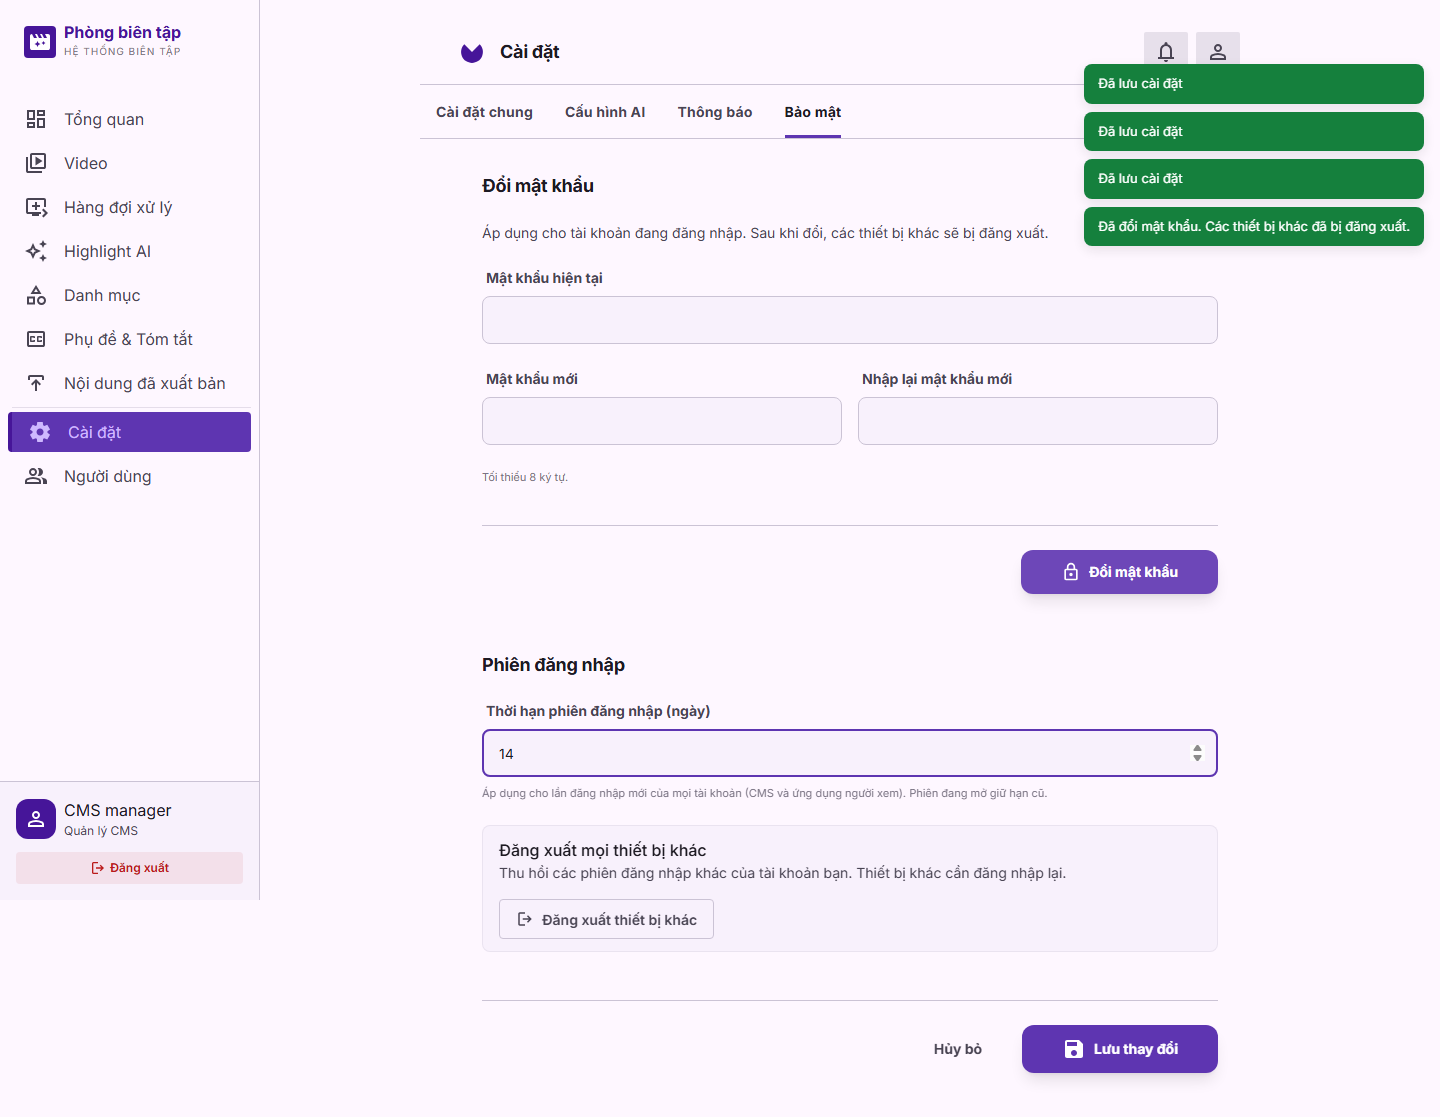 Phòng biên tập
HỆ THỐNG BIÊN TẬP
Tổng quan
Video
Hàng đợi xử lý
Highlight AI
Danh mục
Phụ đề & Tóm tắt
Nội dung đã xuất bản
Cài đặt
Người dùng
CMS manager
Quản lý CMS
Đăng xuất
Cài đặt
Cài đặt chung
Cấu hình AI
Thông báo
Bảo mật
Đã lưu cài đặt
Đã lưu cài đặt
Đã lưu cài đặt
Đã đổi mật khẩu. Các thiết bị khác đã bị đăng xuất.
Đổi mật khẩu
Áp dụng cho tài khoản đang đăng nhập. Sau khi đổi, các thiết bị khác sẽ bị đăng xuất.
Mật khẩu hiện tại
Mật khẩu mới
Nhập lại mật khẩu mới
Tối thiểu 8 ký tự.
Đổi mật khẩu
Phiên đăng nhập
Thời hạn phiên đăng nhập (ngày)
14
Áp dụng cho lần đăng nhập mới của mọi tài khoản (CMS và ứng dụng người xem). Phiên đang mở giữ hạn cũ.
Đăng xuất mọi thiết bị khác
Thu hồi các phiên đăng nhập khác của tài khoản bạn. Thiết bị khác cần đăng nhập lại.
Đăng xuất thiết bị khác
Hủy bỏ
Lưu thay đổi